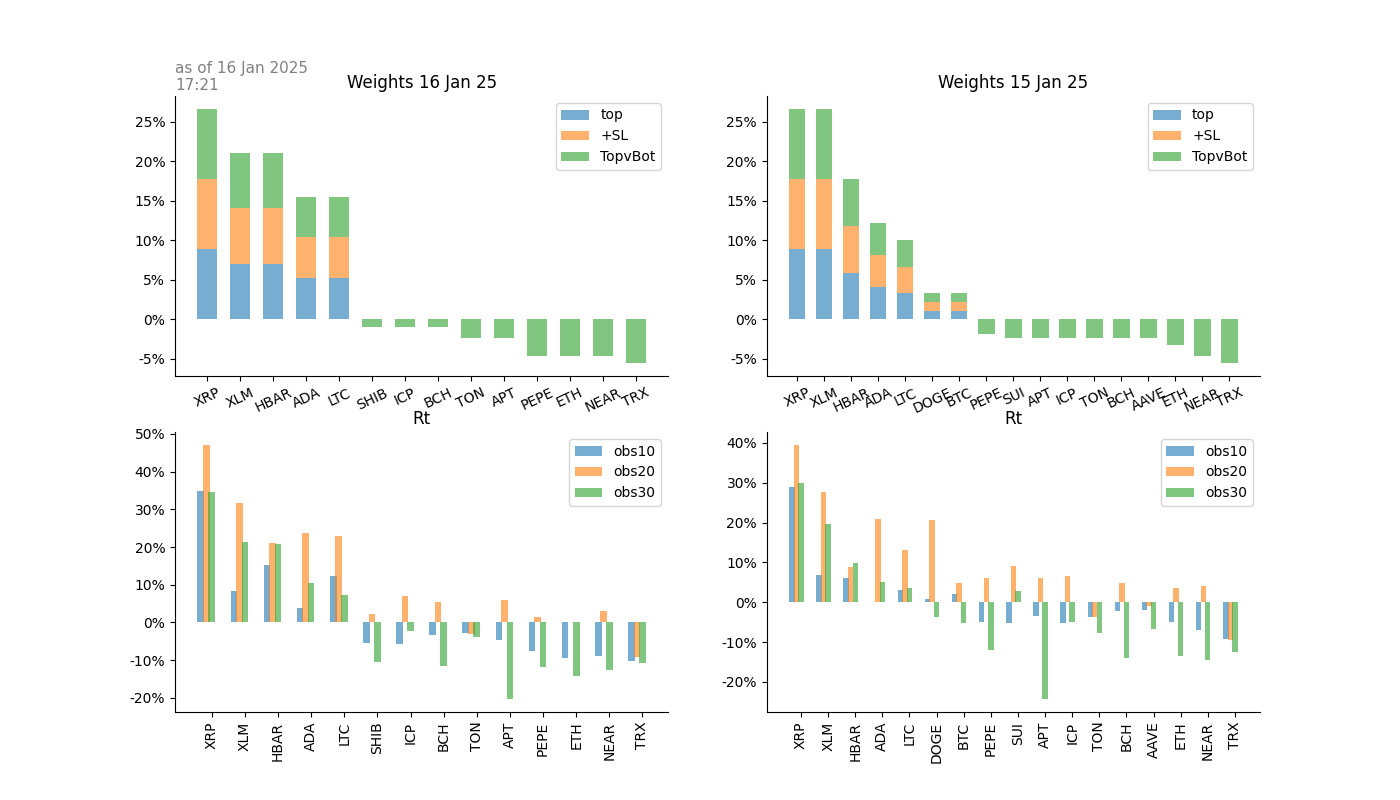 as of 16 Jan 2025
17:21
Weights 16 Jan 25
25%
20%
15%
10%
5%
0%
-5%
top
+SL
TopvBot
XRP
XLM
HBAR
ADA
LTC
SHIB
ICP
BCH
TON
APT
PEPE
ETH
NEAR
TRX
Weights 15 Jan 25
25%
20%
15%
10%
5%
0%
-5%
top
+SL
TopvBot
XRP
XLM
HBAR
ADA
LTC
DOGE
BTC
PEPE
SUI
APT
ICP
TON
BCH
AAVE
ETH
NEAR
TRX
Rt
50%
40%
30%
20%
10%
0%
-10%
-20%
obs10
obs20
obs30
XRP
XLM
HBAR
ADA
LTC
SHIB
ICP
BCH
TON
APT
PEPE
ETH
NEAR
TRX
Rt
40%
30%
20%
10%
0%
-10%
-20%
obs10
obs20
obs30
XRP
XLM
HBAR
ADA
LTC
DOGE
BTC
PEPE
SUI
APT
ICP
TON
BCH
AAVE
ETH
NEAR
TRX